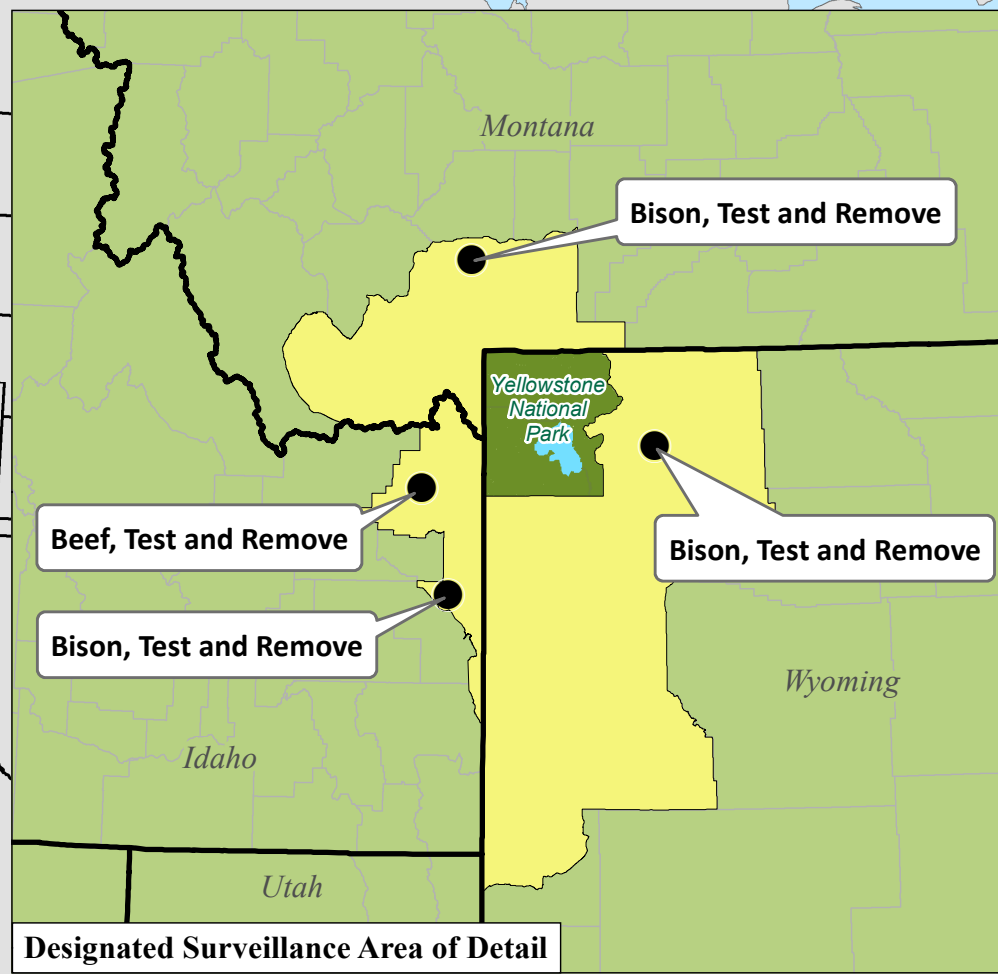 Montana
Bison, Test and Remove
Yellowstone
National
Park
Beef, Test and Remove
Bison, Test and Remove
Bison, Test and Remove
Wyoming
Idaho
Utah
Designated Surveillance Area of Detail